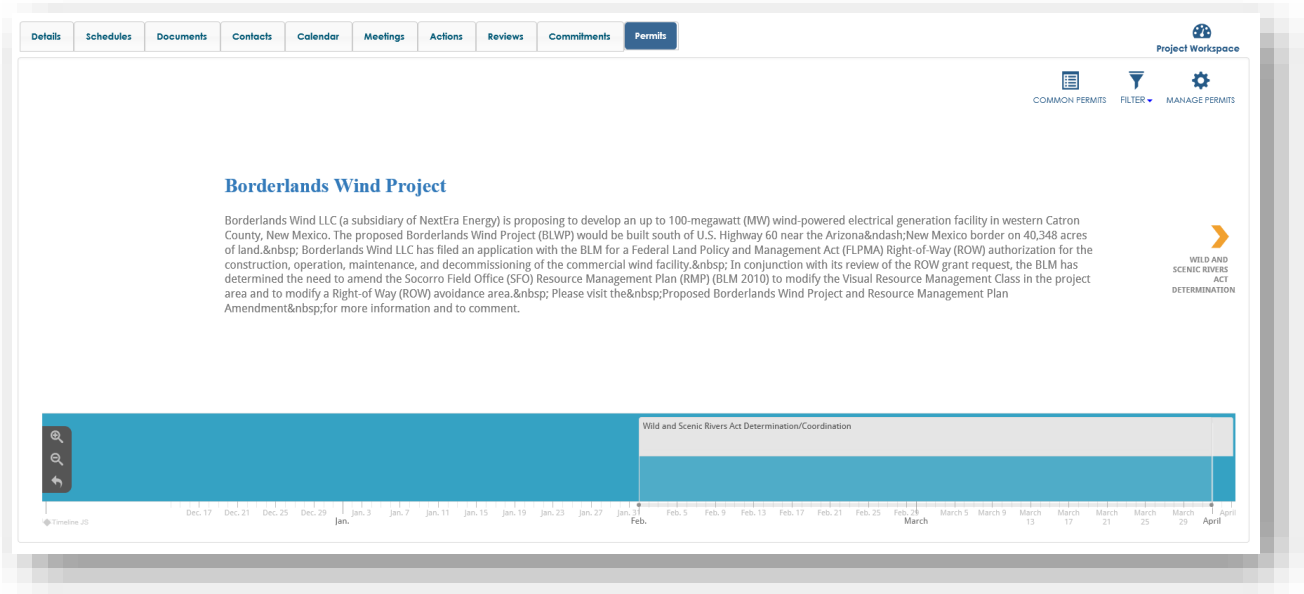 Details Schedules Documents Contacts Calendar Meetings Actions Reviews Commitments Permits
Project Workspace
COMMON PERMITS FILTER MANAGE PERMITS
Borderlands Wind Project
Borderlands Wind LLC (a subsidiary of NextEra Energy) is proposing to develop an up to 100-megawatt (MW) wind-powered electrical generation facility in western Catron
County, New Mexico. The proposed Borderlands Wind Project (BLWP) would be built south of U.S. Highway 60 near the Arizona&ndash;New Mexico border on 40,348 acres
of land.&nbsp; Borderlands Wind LLC has filed an application with the BLM for a Federal Land Policy and Management Act (FLPMA) Right-of-Way (ROW) authorization for the
construction, operation, maintenance, and decommissioning of the commercial wind facility.&nbsp; In conjunction with its review of the ROW grant request, the BLM has
determined the need to amend the Socorro Field Office (SFO) Resource Management Plan (RMP) (BLM 2010) to modify the Visual Resource Management Class in the project
area and to modify a Right-of Way (ROW) avoidance area.&nbsp; Please visit the&nbsp;Proposed Borderlands Wind Project and Resource Management Plan
Amendment&nbsp;for more information and to comment.
WILD AND
SCENIC RIVERS
ACT
DETERMINATION
Wild and Scenic Rivers Act Determination/Coordination
Dec. 17 Dec. 21 Dec. 25 Dec. 29 Jan. 3 Jan. 7 Jan. 11 Jan. 15 Jan. 19 Jan. 23 Jan. 27 Jan. 31 Feb. 5 Feb. 9 Feb. 13 Feb. 17 Feb. 21 Feb. 25 Feb. 29 March 5 March 9 March 13 March 17 March 21 March 25 March 29 April
Jan. Feb. March April
Timeline JS